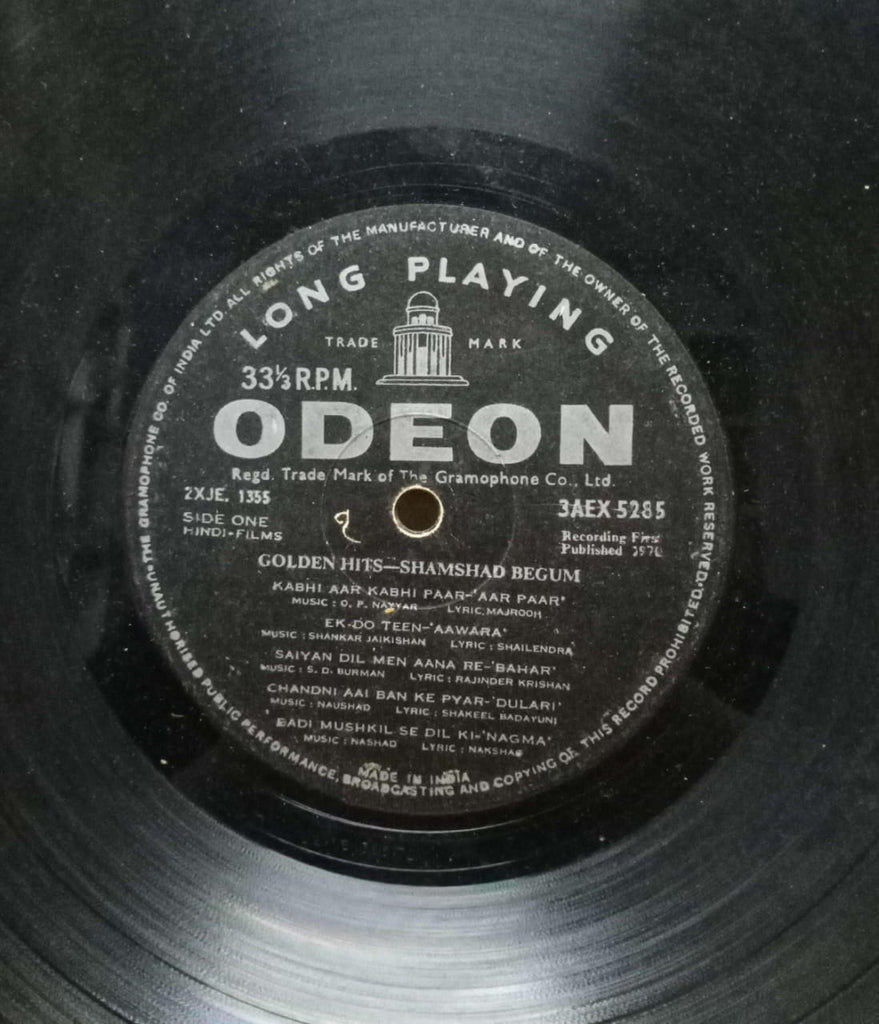 UNAUTHORISED PUBLIC PERFORMANCE, BROADCASTING AND COPYING OF THIS RECORD PROHIBITED.
THE GRAMOPHONE CO. OF INDIA LTD. ALL RIGHTS OF THE MANUFACTURER AND OF THE OWNER OF THE RECORDED WORK RESERVED.
LONG PLAYING
TRADE MARK
33⅓ R.P.M.
ODEON
Regd. Trade Mark of The Gramophone Co., Ltd.
2XJE. 1355 3AEX 5285
SIDE ONE Recording First
HINDI-FILMS Published 1970
GOLDEN HITS—SHAMSHAD BEGUM
KABHI AAR KABHI PAAR-'AAR PAAR'
MUSIC : O. P. NAYYAR LYRIC: MAJROOH
EK-DO TEEN-'AAWARA'
MUSIC : SHANKAR JAIKISHAN LYRIC : SHAILENDRA
SAIYAN DIL MEN AANA RE-'BAHAR'
MUSIC : S. D. BURMAN LYRIC : RAJINDER KRISHAN
CHANDNI AAI BAN KE PYAR-'DULARI'
MUSIC : NAUSHAD LYRIC : SHAKEEL BADAYUNI
BADI MUSHKIL SE DIL KI-'NAGMA'
MUSIC : NASHAD LYRIC : NAKSHAB
MADE IN INDIA